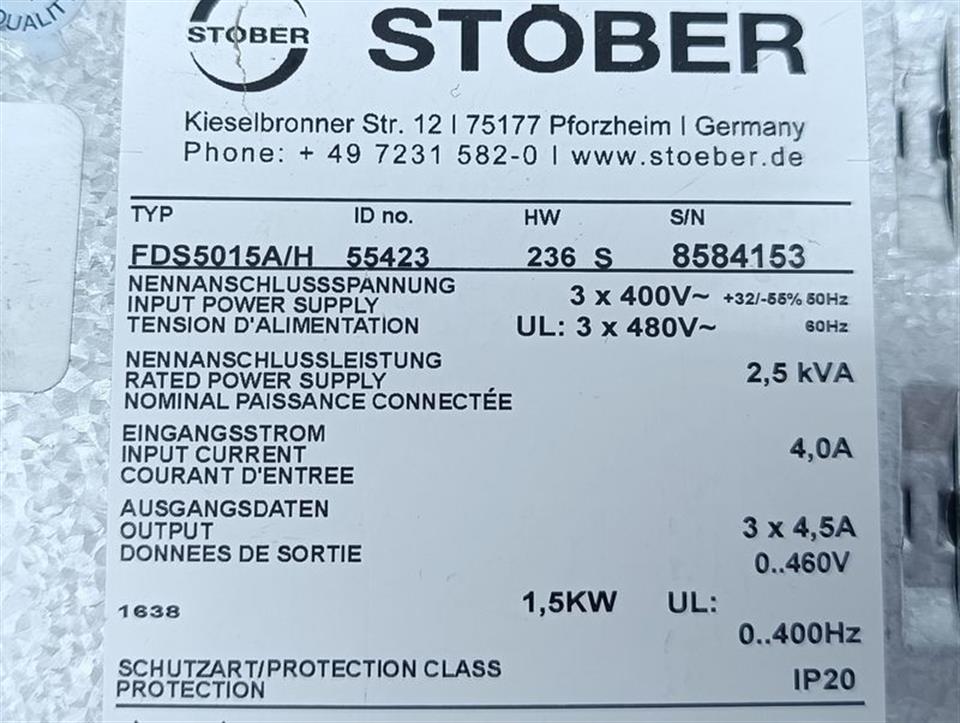 QUALIT
STÖBER
STÖBER
Kieselbronner Str. 12 I 75177 Pforzheim I Germany
Phone: + 49 7231 582-0 I www.stoeber.de
TYP ID no. HW S/N
FDS5015A/H 55423 236 S 8584153
NENNANSCHLUSSSPANNUNG
INPUT POWER SUPPLY 3 x 400V~ +32/-55% 50Hz
TENSION D'ALIMENTATION UL: 3 x 480V~ 60Hz
NENNANSCHLUSSLEISTUNG
RATED POWER SUPPLY 2,5 kVA
NOMINAL PAISSANCE CONNECTÉE
EINGANGSSTROM
INPUT CURRENT 4,0A
COURANT D'ENTREE
AUSGANGSDATEN
OUTPUT 3 x 4,5A
DONNEES DE SORTIE 0..460V
1638 1,5KW UL:
0..400Hz
SCHUTZART/PROTECTION CLASS
PROTECTION IP20